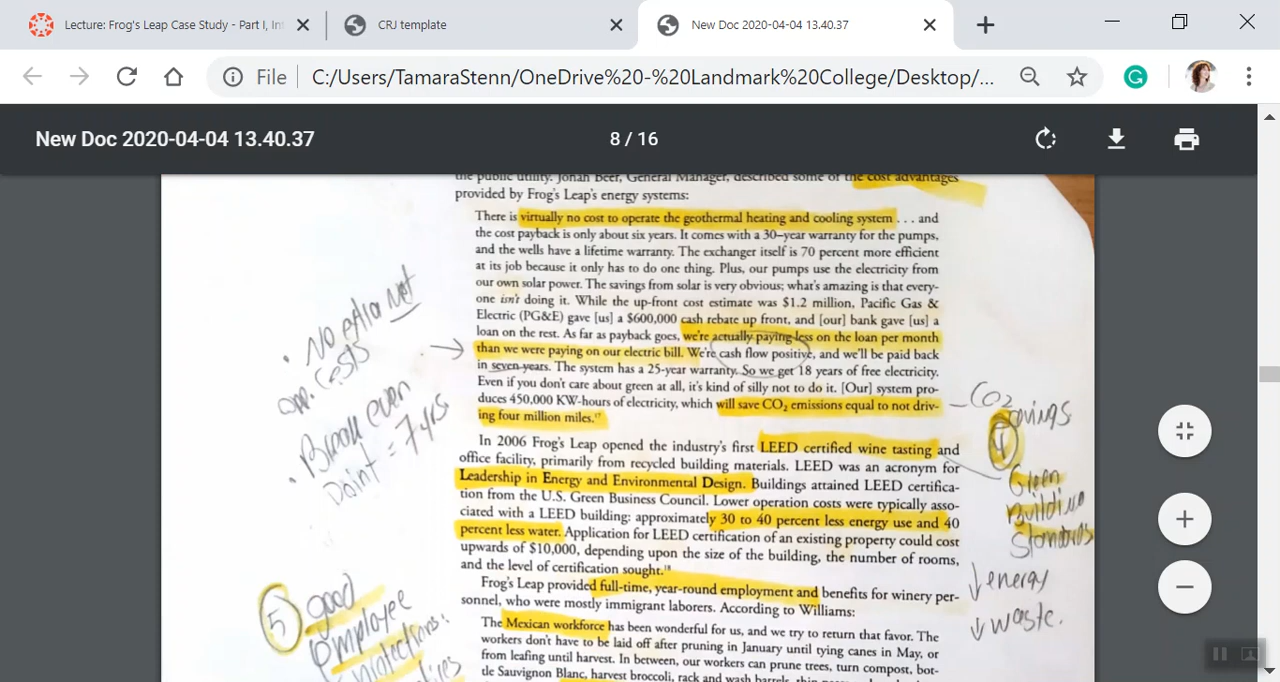 Lecture: Frog's Leap Case Study - Part I, Int
CRJ template
New Doc 2020-04-04 13.40.37
File
C:/Users/TamaraStenn/OneDrive%20-%20Landmark%20College/Desktop/...
New Doc 2020-04-04 13.40.37
8 / 16
the public utility. Jonah Beer, General Manager, described some of the cost advantages
provided by Frog's Leap's energy systems:
There is virtually no cost to operate the geothermal heating and cooling system . . . and
the cost payback is only about six years. It comes with a 30–year warranty for the pumps,
and the wells have a lifetime warranty. The exchanger itself is 70 percent more efficient
at its job because it only has to do one thing. Plus, our pumps use the electricity from
our own solar power. The savings from solar is very obvious; what's amazing is that every-
one isn't doing it. While the up-front cost estimate was $1.2 million, Pacific Gas &
Electric (PG&E) gave [us] a $600,000 cash rebate up front, and [our] bank gave [us] a
loan on the rest. As far as payback goes, we're actually paying less on the loan per month
than we were paying on our electric bill. We're cash flow positive, and we'll be paid back
in seven years. The system has a 25-year warranty. So we get 18 years of free electricity.
Even if you don't care about green at all, it's kind of silly not to do it. [Our] system pro-
duces 450,000 KW-hours of electricity, which will save CO2 emissions equal to not driv-
ing four million miles.17
In 2006 Frog's Leap opened the industry's first LEED certified wine tasting and
office facility, primarily from recycled building materials. LEED was an acronym for
Leadership in Energy and Environmental Design. Buildings attained LEED certifica-
tion from the U.S. Green Business Council. Lower operation costs were typically asso-
ciated with a LEED building: approximately 30 to 40 percent less energy use and 40
percent less water. Application for LEED certification of an existing property could cost
upwards of $10,000, depending upon the size of the building, the number of rooms,
and the level of certification sought.18
Frog's Leap provided full-time, year-round employment and benefits for winery per-
sonnel, who were mostly immigrant laborers. According to Williams:
The Mexican workforce has been wonderful for us, and we try to return that favor. The
workers don't have to be laid off after pruning in January until tying canes in May, or
from leafing until harvest. In between, our workers can prune trees, turn compost, bot-
tle Sauvignon Blanc, harvest broccoli, rack and wash barrels, thin
• No extra Net
opp. costs
• Break even
point = 7 yrs.
5 good
employee
protections.
CO2
savings
4
Green
Building
Standards
↓ energy
↓ waste.